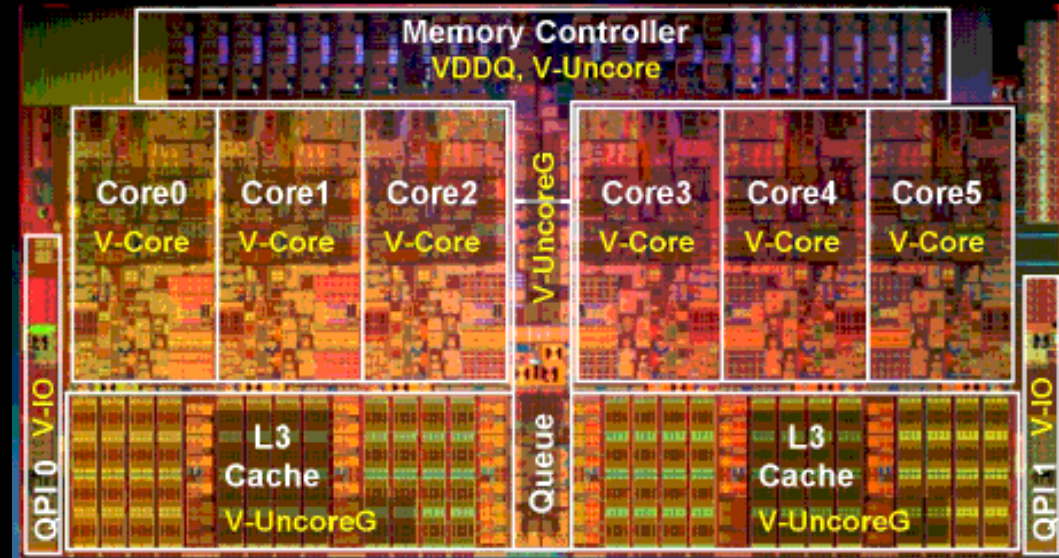 Memory Controller
VDDQ, V-Uncore
Core0
V-Core
Core1
V-Core
Core2
V-Core
V-UncoreG
Core3
V-Core
Core4
V-Core
Core5
V-Core
QPI 0 V-IO
L3
Cache
V-UncoreG
Queue
L3
Cache
V-UncoreG
QPI 1 V-IO